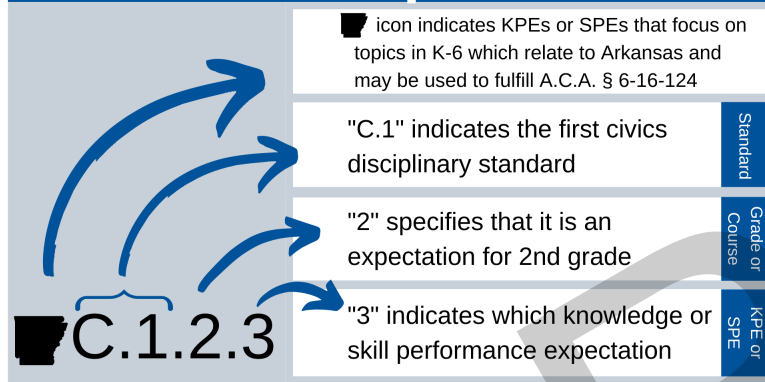 icon indicates KPEs or SPEs that focus on
topics in K-6 which relate to Arkansas and
may be used to fulfill A.C.A. § 6-16-124
"C.1" indicates the first civics
disciplinary standard
Standard
"2" specifies that it is an
expectation for 2nd grade
Grade or
Course
"3" indicates which knowledge or
skill performance expectation
KPE or
SPE
C.1.2.3